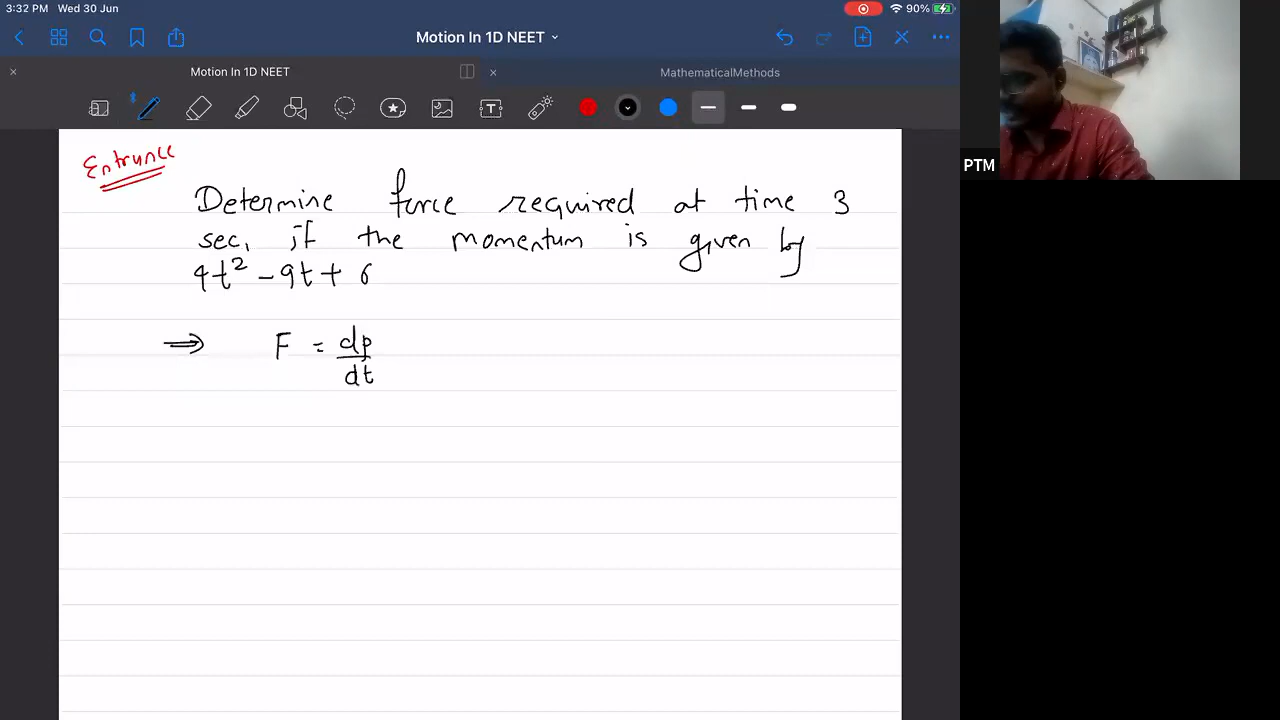 3:32 PM Wed 30 Jun
90%
Motion In 1D NEET
Motion In 1D NEET
MathematicalMethods
T
PTM
Entrance
Determine force required at time 3
sec, if the momentum is given by
4t² - 9t + 6
⇒ F = dp
dt